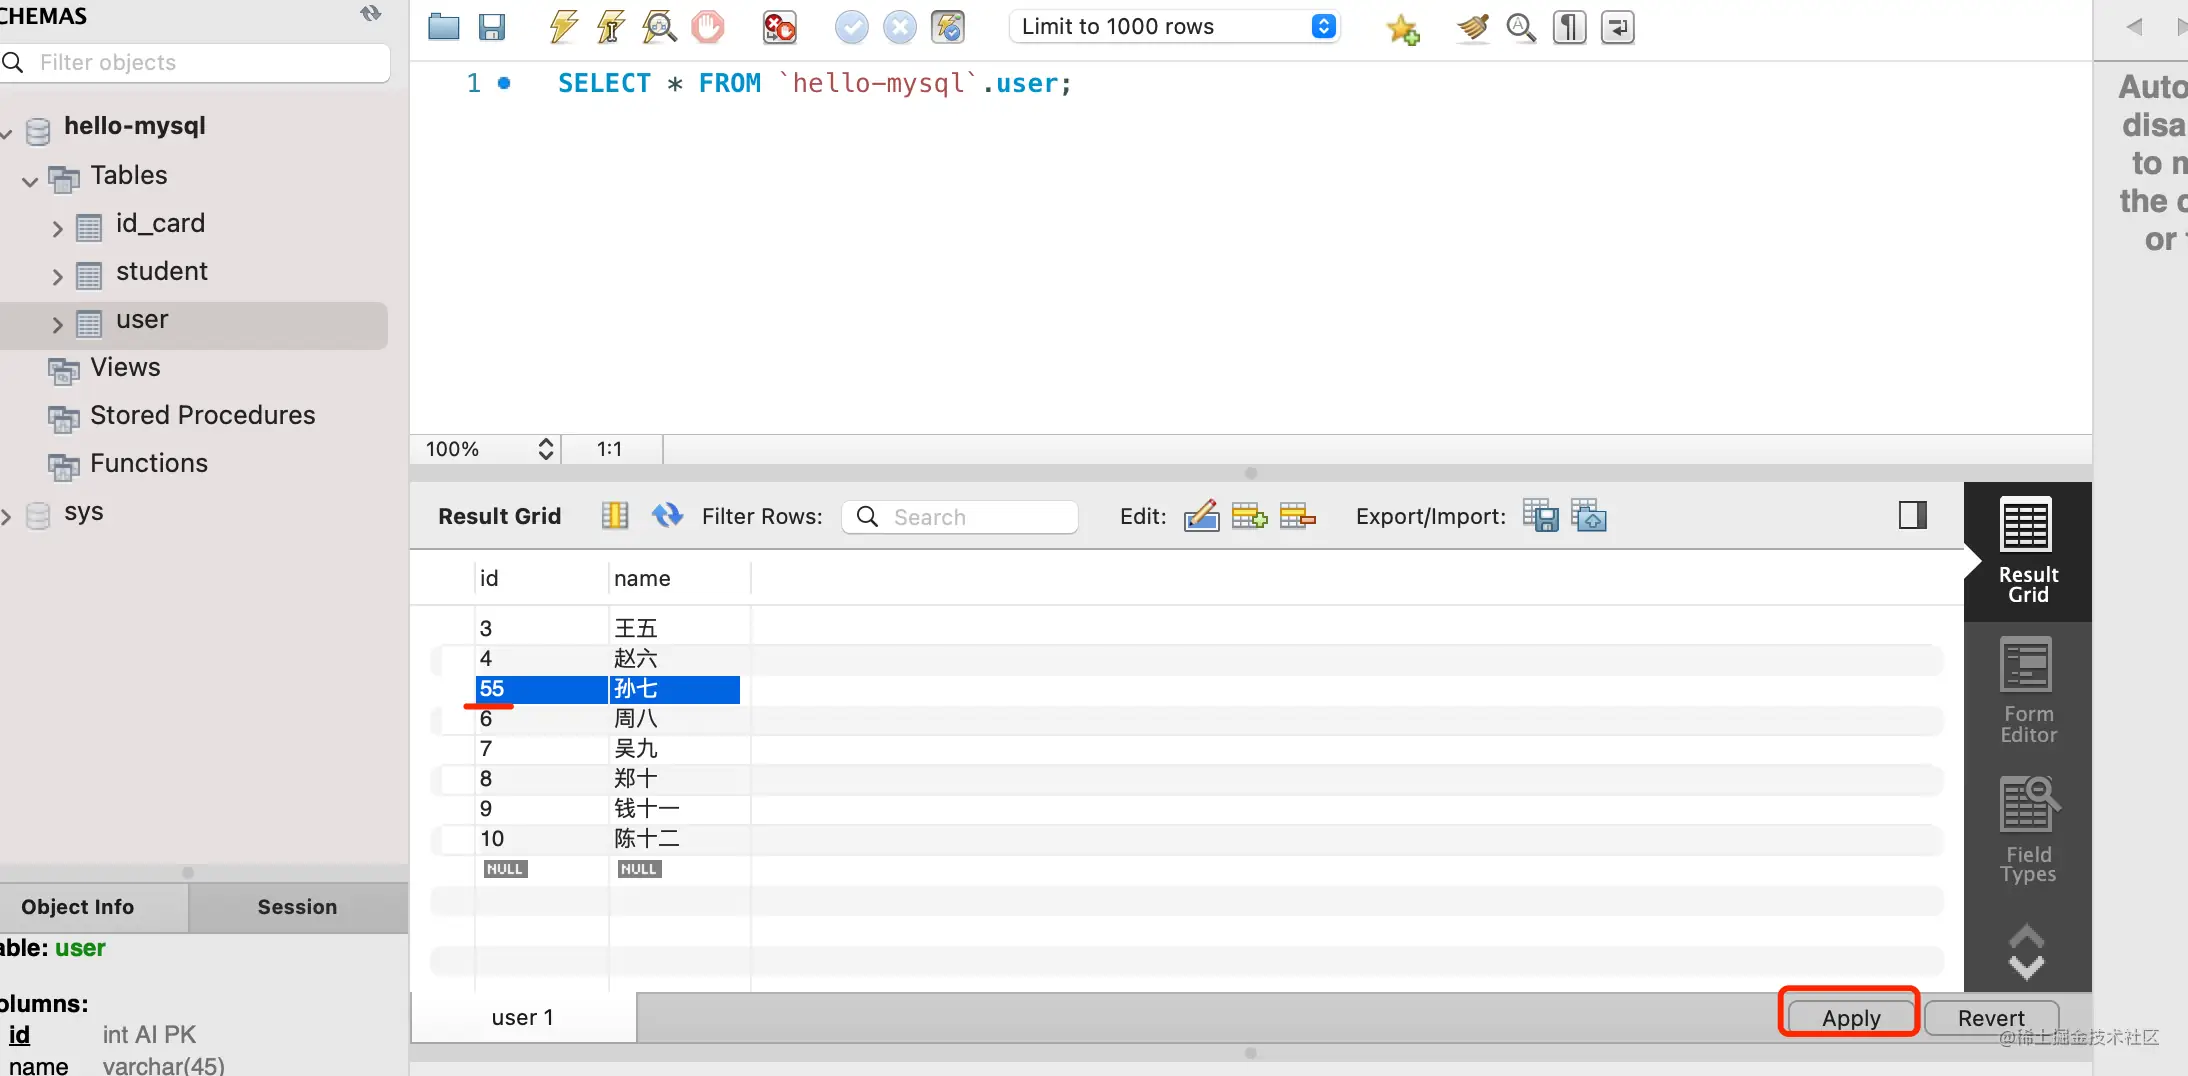 CHEMAS
Filter objects
hello-mysql
Tables
id_card
student
user
Views
Stored Procedures
Functions
sys
Object Info
Session
able: user
olumns:
id int AI PK
name varchar(45)
Limit to 1000 rows
1 SELECT * FROM `hello-mysql`.user;
100% 1:1
Result Grid Filter Rows: Search Edit: Export/Import:
id name
3 王五
4 赵六
55 孙七
6 周八
7 吴九
8 郑十
9 钱十一
10 陈十二
NULL NULL
user 1
Apply Revert
Result
Grid
Form
Editor
Field
Types
Auto
disa
to m
the c
or
@稀土掘金技术社区